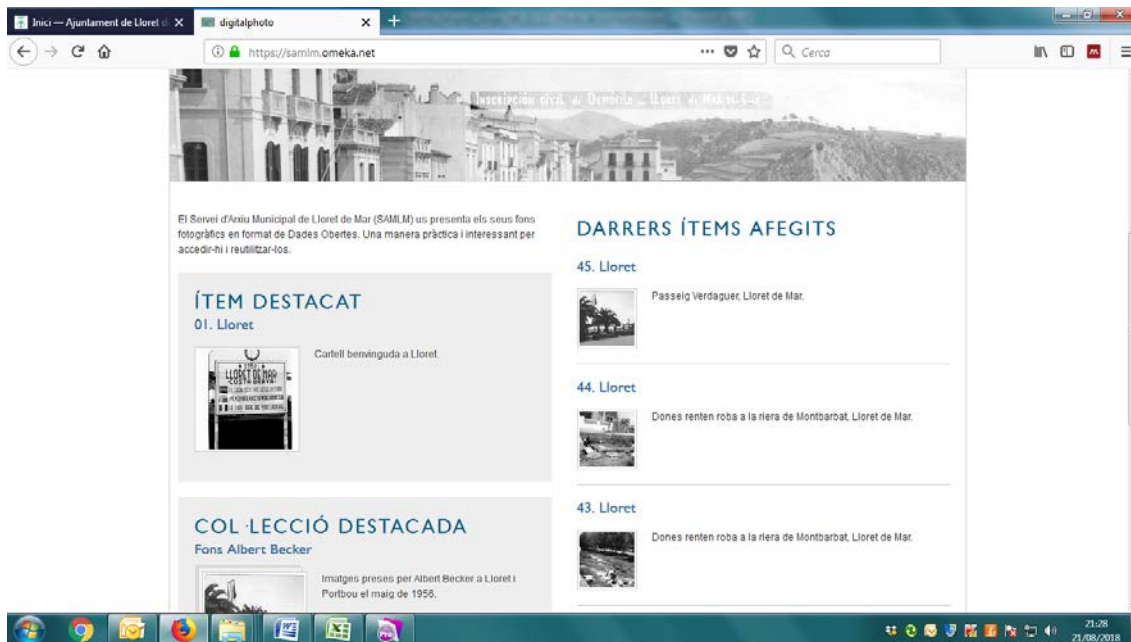 Inici — Ajuntament de Lloret d
digitalphoto
https://samlm.omeka.net
Cerca
El Servei d'Arxiu Municipal de Lloret de Mar (SAMLM) us presenta els seus fons
fotogràfics en format de Dades Obertes. Una manera pràctica i interessant per
accedir-hi i reutilitzar-los.
ÍTEM DESTACAT
01. Lloret
LLORET DE MAR
COSTA BRAVA
Cartell benvinguda a Lloret.
COL·LECCIÓ DESTACADA
Fons Albert Becker
Imatges preses per Albert Becker a Lloret i
Portbou el maig de 1956.
DARRERS ÍTEMS AFEGITS
45. Lloret
Passeig Verdaguer, Lloret de Mar.
44. Lloret
Dones renten roba a la riera de Montbarbat, Lloret de Mar.
43. Lloret
Dones renten roba a la riera de Montbarbat, Lloret de Mar.
21:28
21/08/2018